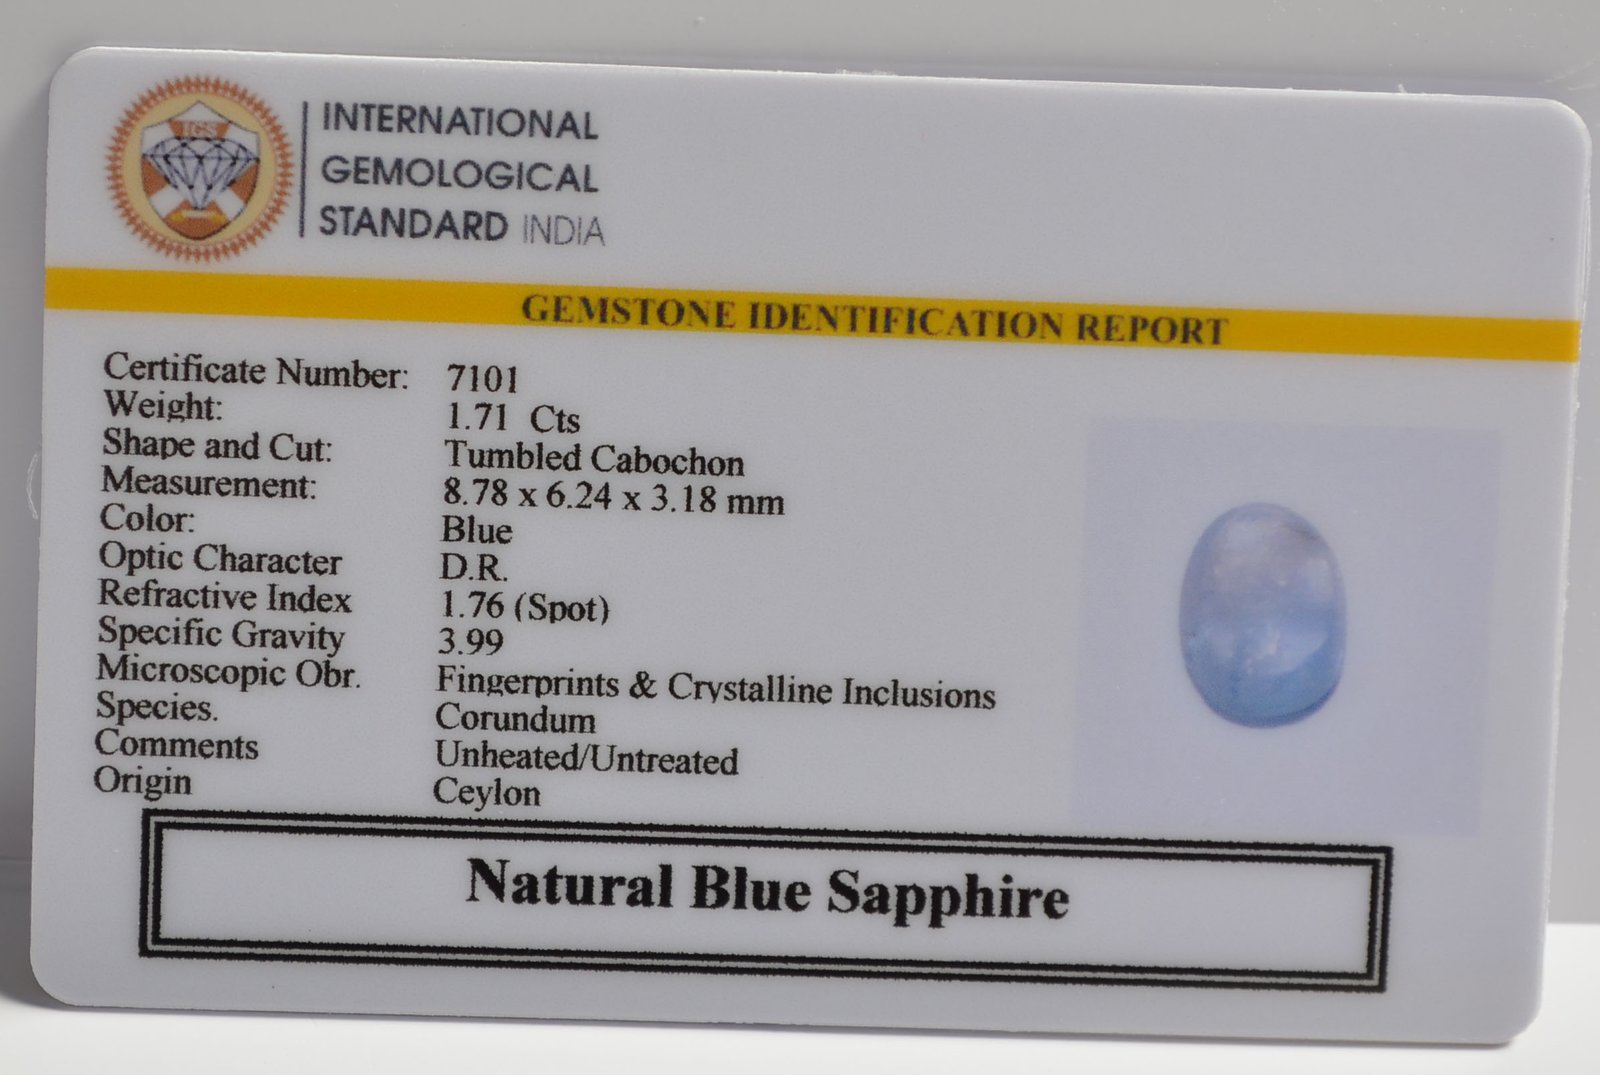 IGS
INTERNATIONAL
GEMOLOGICAL
STANDARD INDIA
GEMSTONE IDENTIFICATION REPORT
Certificate Number: 7101
Weight: 1.71 Cts
Shape and Cut: Tumbled Cabochon
Measurement: 8.78 x 6.24 x 3.18 mm
Color: Blue
Optic Character D.R.
Refractive Index 1.76 (Spot)
Specific Gravity 3.99
Microscopic Obr. Fingerprints & Crystalline Inclusions
Species. Corundum
Comments Unheated/Untreated
Origin Ceylon
Natural Blue Sapphire